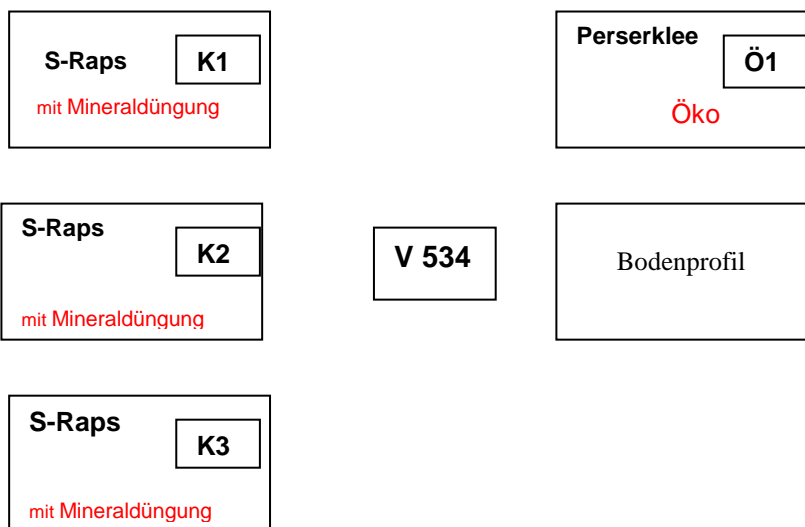 S-Raps
K1
mit Mineraldüngung
Perserklee
Ö1
Öko
S-Raps
K2
mit Mineraldüngung
V 534
Bodenprofil
S-Raps
K3
mit Mineraldüngung